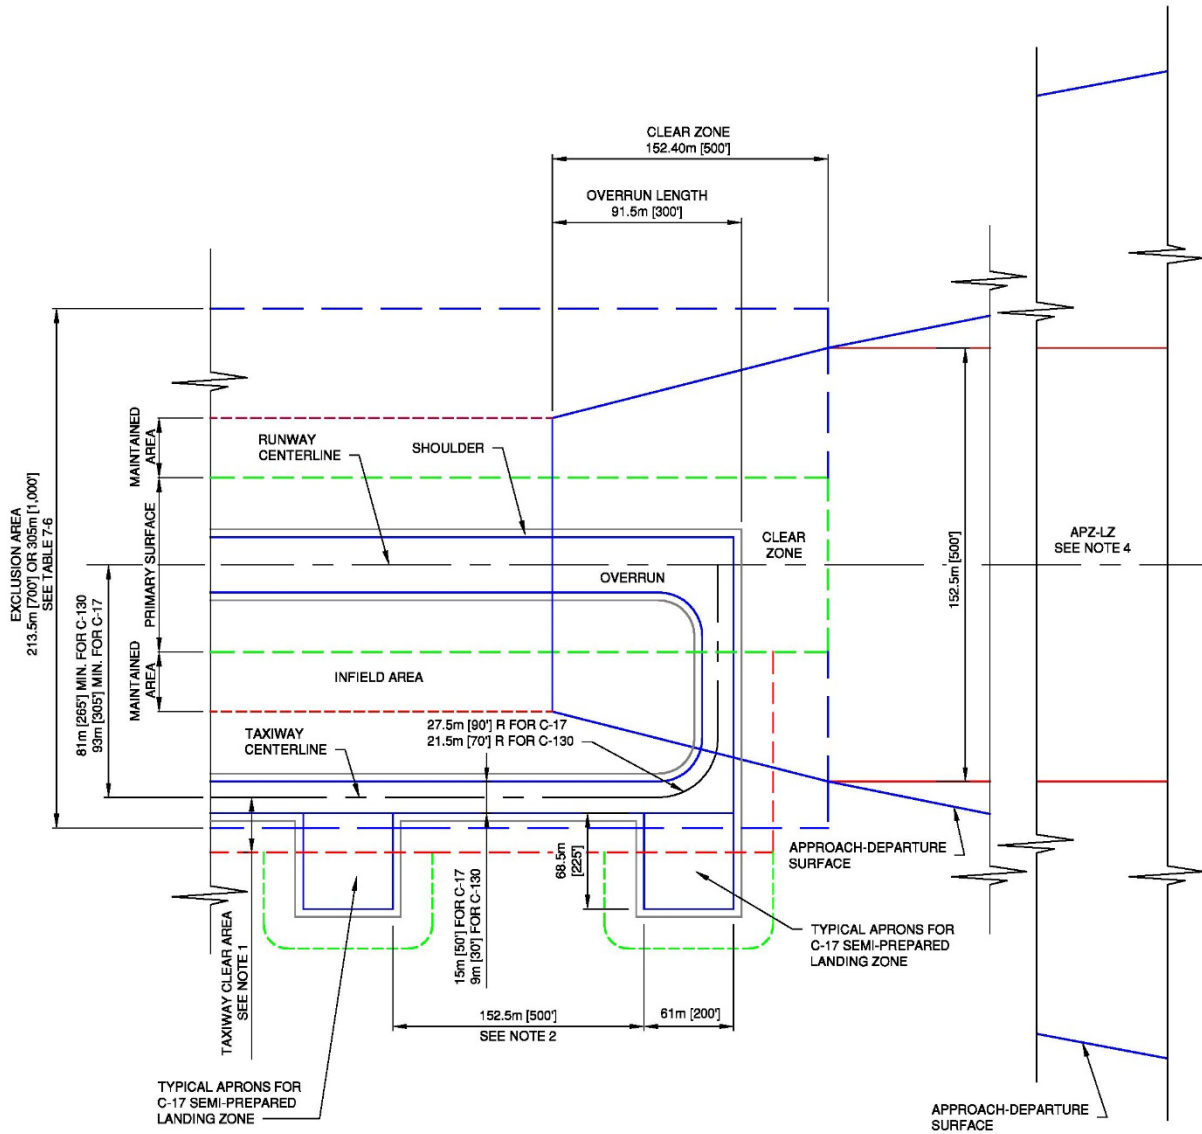 CLEAR ZONE
152.40m [500']
OVERRUN LENGTH
91.5m [300']
RUNWAY
CENTERLINE
SHOULDER
MAINTAINED
AREA
EXCLUSION AREA
213.5m [700'] OR 305m [1,000']
SEE TABLE 7-6
PRIMARY SURFACE
81m [265'] MIN. FOR C-130
93m [305'] MIN. FOR C-17
MAINTAINED
AREA
CLEAR
ZONE
OVERRUN
APZ-LZ
SEE NOTE 4
152.5m [500']
INFIELD AREA
TAXIWAY
CENTERLINE
27.5m [90'] R FOR C-17
21.5m [70'] R FOR C-130
APPROACH-DEPARTURE
SURFACE
68.5m
[225']
15m [50'] FOR C-17
9m [30'] FOR C-130
TAXIWAY CLEAR AREA
SEE NOTE 1
TYPICAL APRONS FOR
C-17 SEMI-PREPARED
LANDING ZONE
152.5m [500']
SEE NOTE 2
61m [200']
TYPICAL APRONS FOR
C-17 SEMI-PREPARED
LANDING ZONE
APPROACH-DEPARTURE
SURFACE